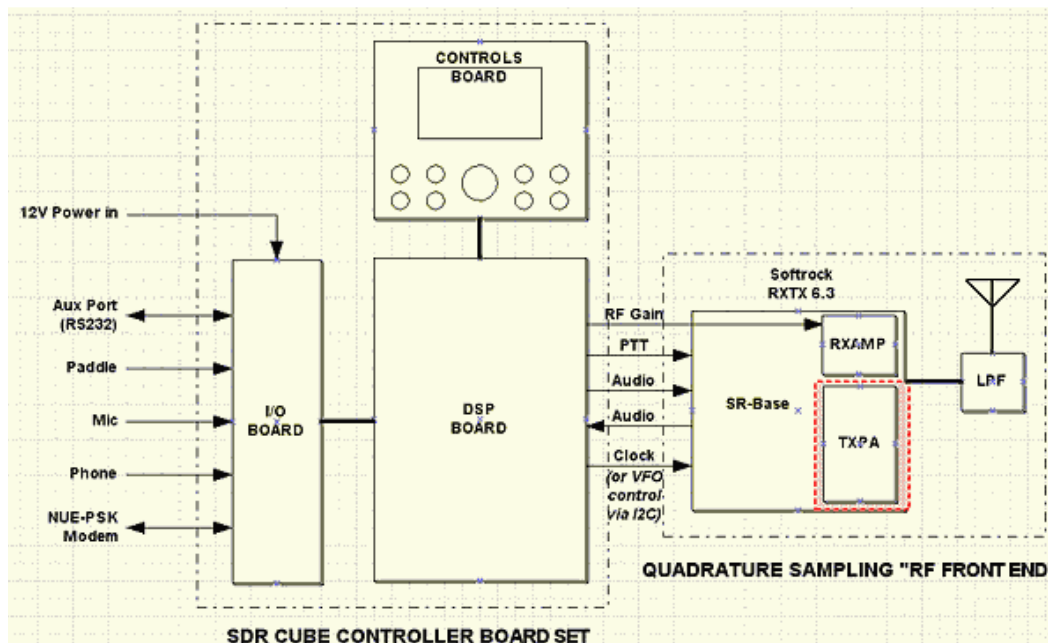 CONTROLS
BOARD
12V Power in
Aux Port
(RS232)
Paddle
Mic
Phone
NUE-PSK
Modem
I/O
BOARD
DSP
BOARD
RF Gain
PTT
Audio
Audio
Clock
(or VFO
control
via I2C)
Softrock
RXTX 6.3
RXAMP
SR-Base
TXPA
LPF
QUADRATURE SAMPLING "RF FRONT END
SDR CUBE CONTROLLER BOARD SET